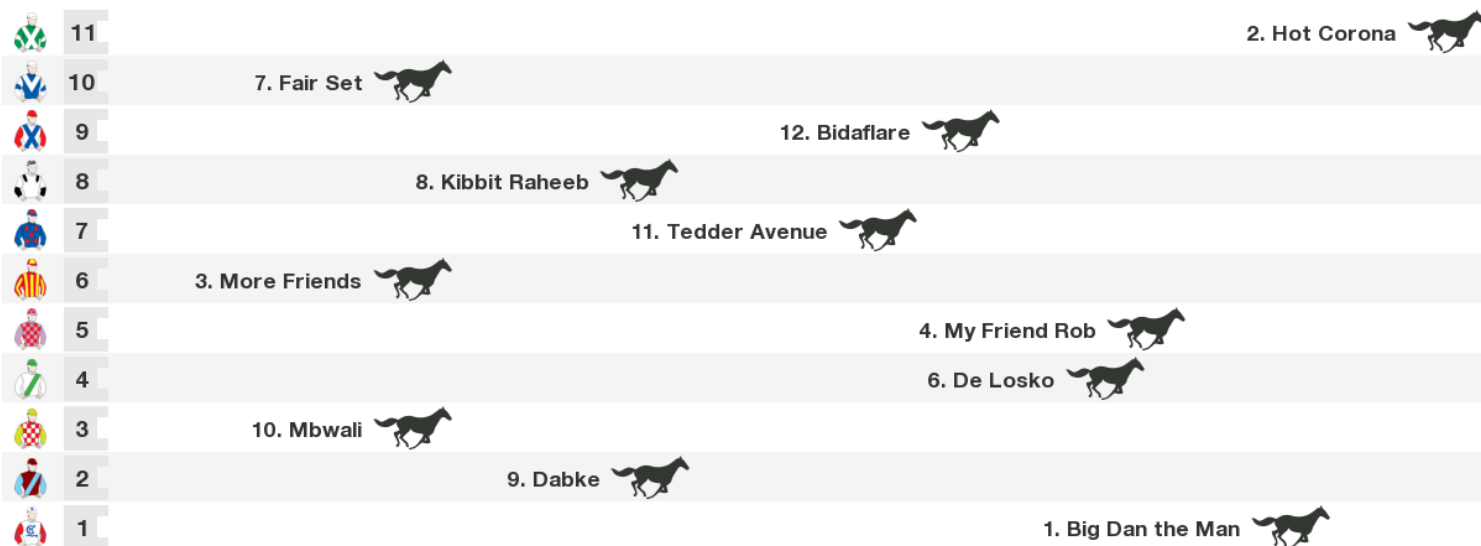 11 2. Hot Corona
10 7. Fair Set
9 12. Bidaflare
8 8. Kibbit Raheeb
7 11. Tedder Avenue
6 3. More Friends
5 4. My Friend Rob
4 6. De Losko
3 10. Mbwali
2 9. Dabke
1 1. Big Dan the Man